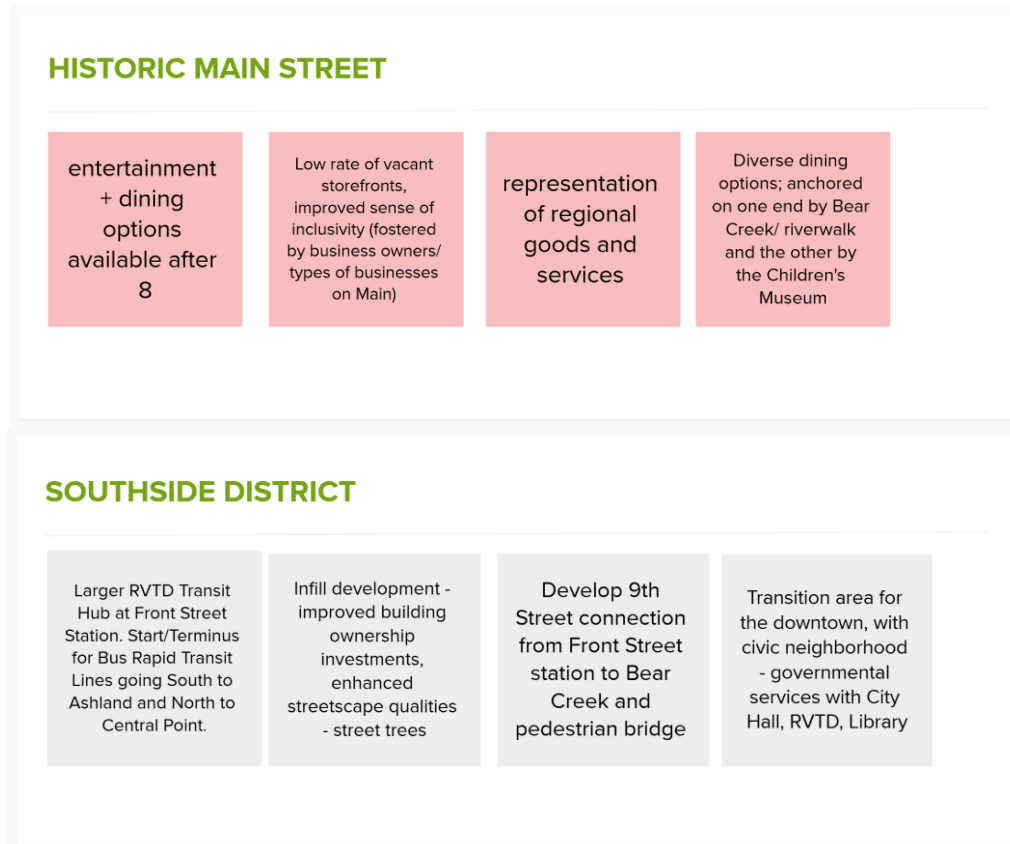 HISTORIC MAIN STREET
entertainment
+ dining
options
available after
8
Low rate of vacant
storefronts,
improved sense of
inclusivity (fostered
by business owners/
types of businesses
on Main)
representation
of regional
goods and
services
Diverse dining
options; anchored
on one end by Bear
Creek/ riverwalk
and the other by
the Children's
Museum
SOUTHSIDE DISTRICT
Larger RVTD Transit
Hub at Front Street
Station. Start/Terminus
for Bus Rapid Transit
Lines going South to
Ashland and North to
Central Point.
Infill development -
improved building
ownership
investments,
enhanced
streetscape qualities
- street trees
Develop 9th
Street connection
from Front Street
station to Bear
Creek and
pedestrian bridge
Transition area for
the downtown, with
civic neighborhood
- governmental
services with City
Hall, RVTD, Library